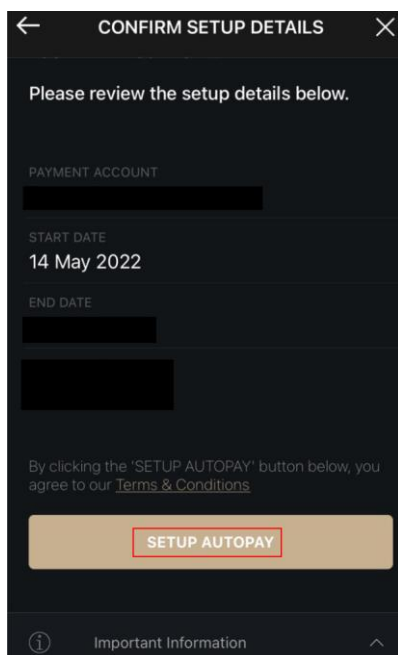 CONFIRM SETUP DETAILS
Please review the setup details below.
PAYMENT ACCOUNT
START DATE
14 May 2022
END DATE
By clicking the 'SETUP AUTOPAY' button below, you
agree to our Terms & Conditions
SETUP AUTOPAY
Important Information